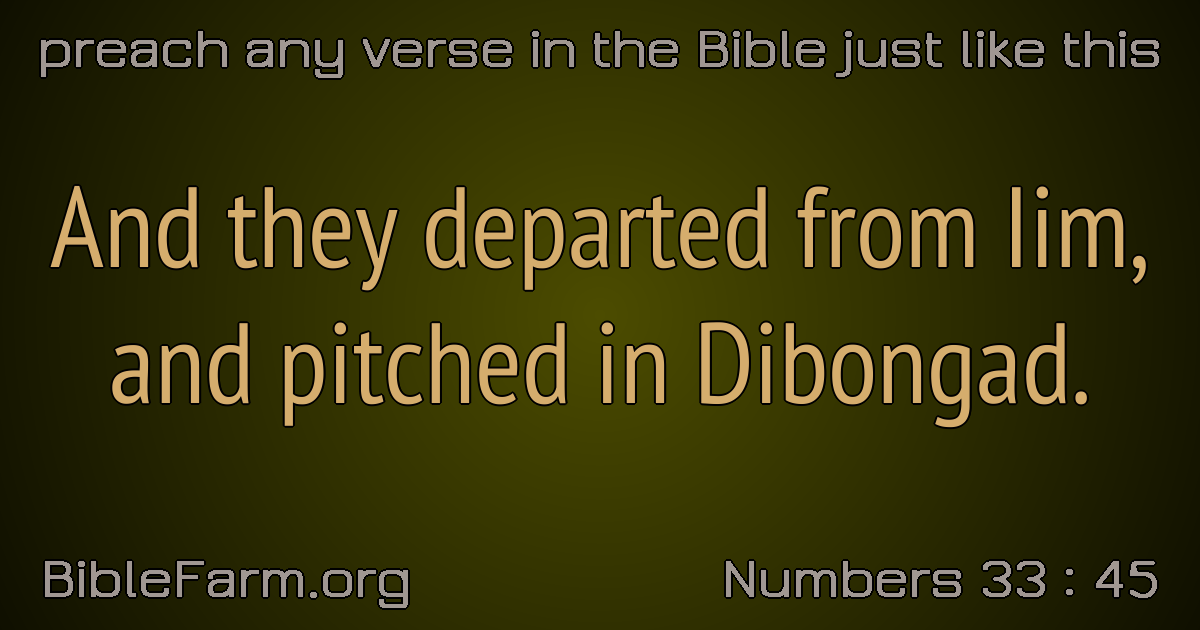 preach any verse in the Bible just like this
And they departed from Iim,
and pitched in Dibongad.
BibleFarm.org
Numbers 33 : 45